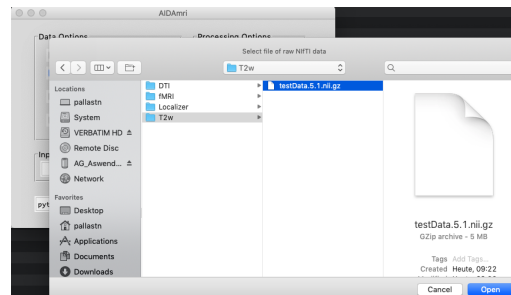 AIDAmri
Data Options
Processing Options
Select file of raw NIfTI data
T2w
Locations
pallastn
System
VERBATIM HD
Remote Disc
AG_Aswend...
Network
Favorites
Desktop
pallastn
Applications
Documents
Downloads
DTI
fMRI
Localizer
T2w
testData.5.1.nii.gz
testData.5.1.nii.gz
GZip archive - 5 MB
Tags Add Tags...
Created Heute, 09:22
Inp
pyt
Cancel
Open